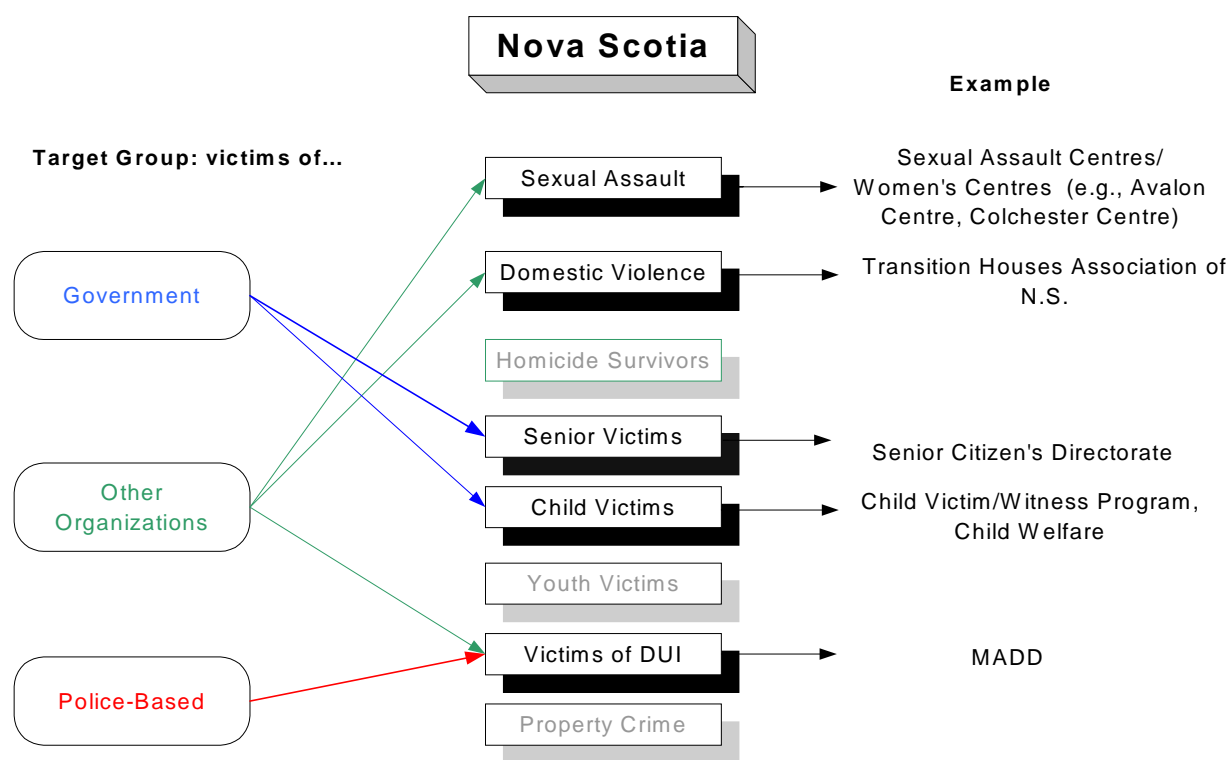 Nova Scotia
Example
Target Group: victims of...
Government
Other
Organizations
Police-Based
Sexual Assault
Domestic Violence
Homicide Survivors
Senior Victims
Child Victims
Youth Victims
Victims of DUI
Property Crime
Sexual Assault Centres/
Women's Centres (e.g., Avalon
Centre, Colchester Centre)
Transition Houses Association of
N.S.
Senior Citizen's Directorate
Child Victim/Witness Program,
Child Welfare
MADD